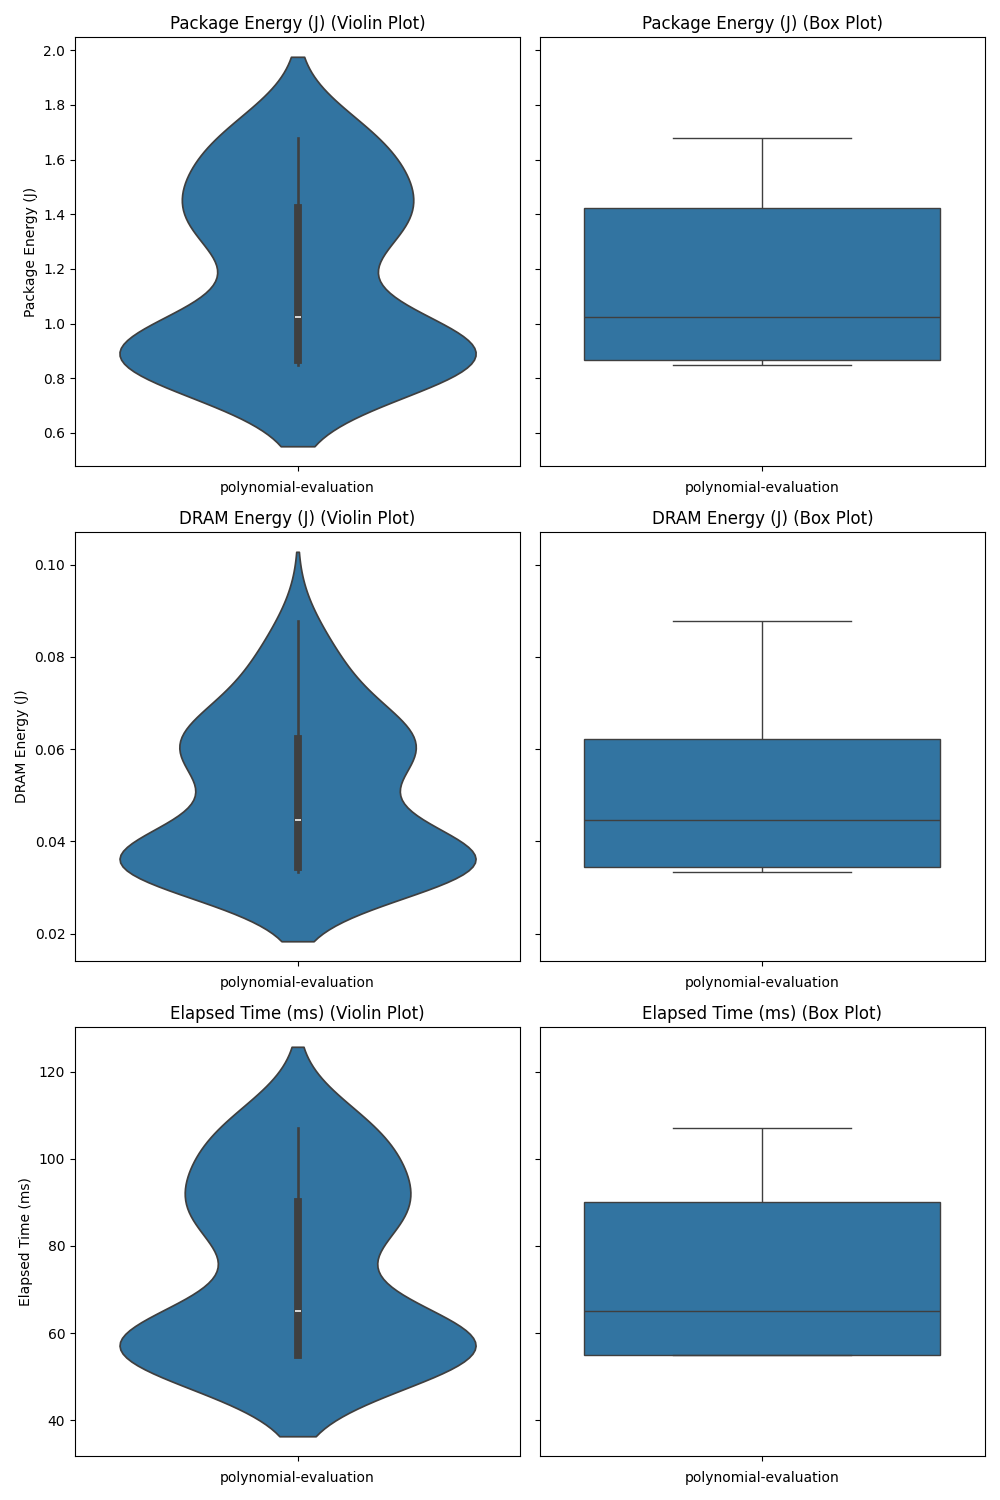 Package Energy (J) (Violin Plot)
Package Energy (J) (Box Plot)
Package Energy (J)
2.0
1.8
1.6
1.4
1.2
1.0
0.8
0.6
polynomial-evaluation
polynomial-evaluation
DRAM Energy (J) (Violin Plot)
DRAM Energy (J) (Box Plot)
DRAM Energy (J)
0.10
0.08
0.06
0.04
0.02
polynomial-evaluation
polynomial-evaluation
Elapsed Time (ms) (Violin Plot)
Elapsed Time (ms) (Box Plot)
Elapsed Time (ms)
120
100
80
60
40
polynomial-evaluation
polynomial-evaluation